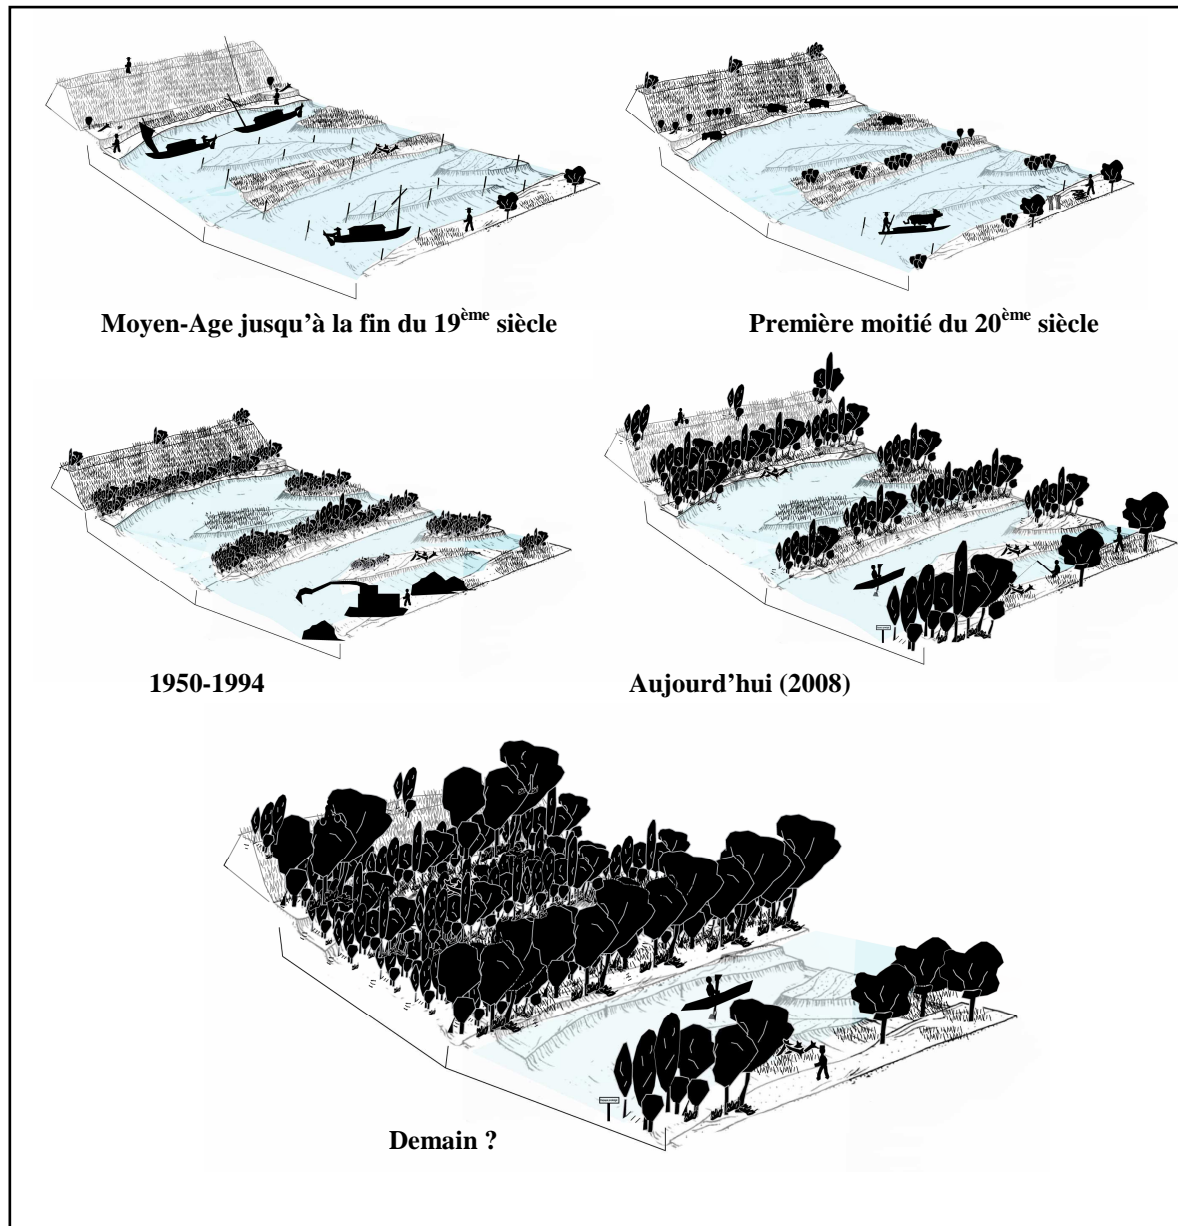 Moyen-Age jusqu'à la fin du 19ème siècle
Première moitié du 20ème siècle
1950-1994
Aujourd'hui (2008)
Demain ?